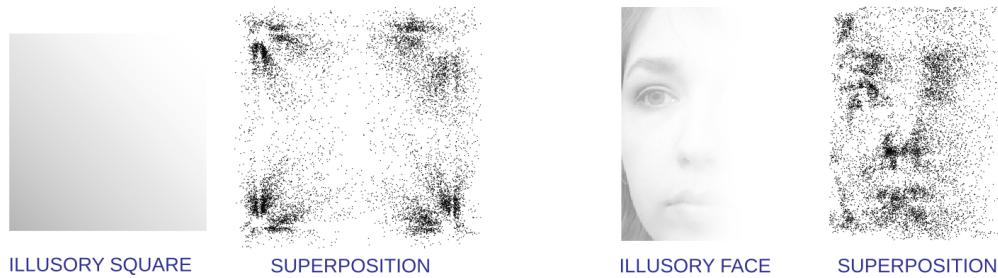 ILLUSORY SQUARE
SUPERPOSITION
ILLUSORY FACE
SUPERPOSITION